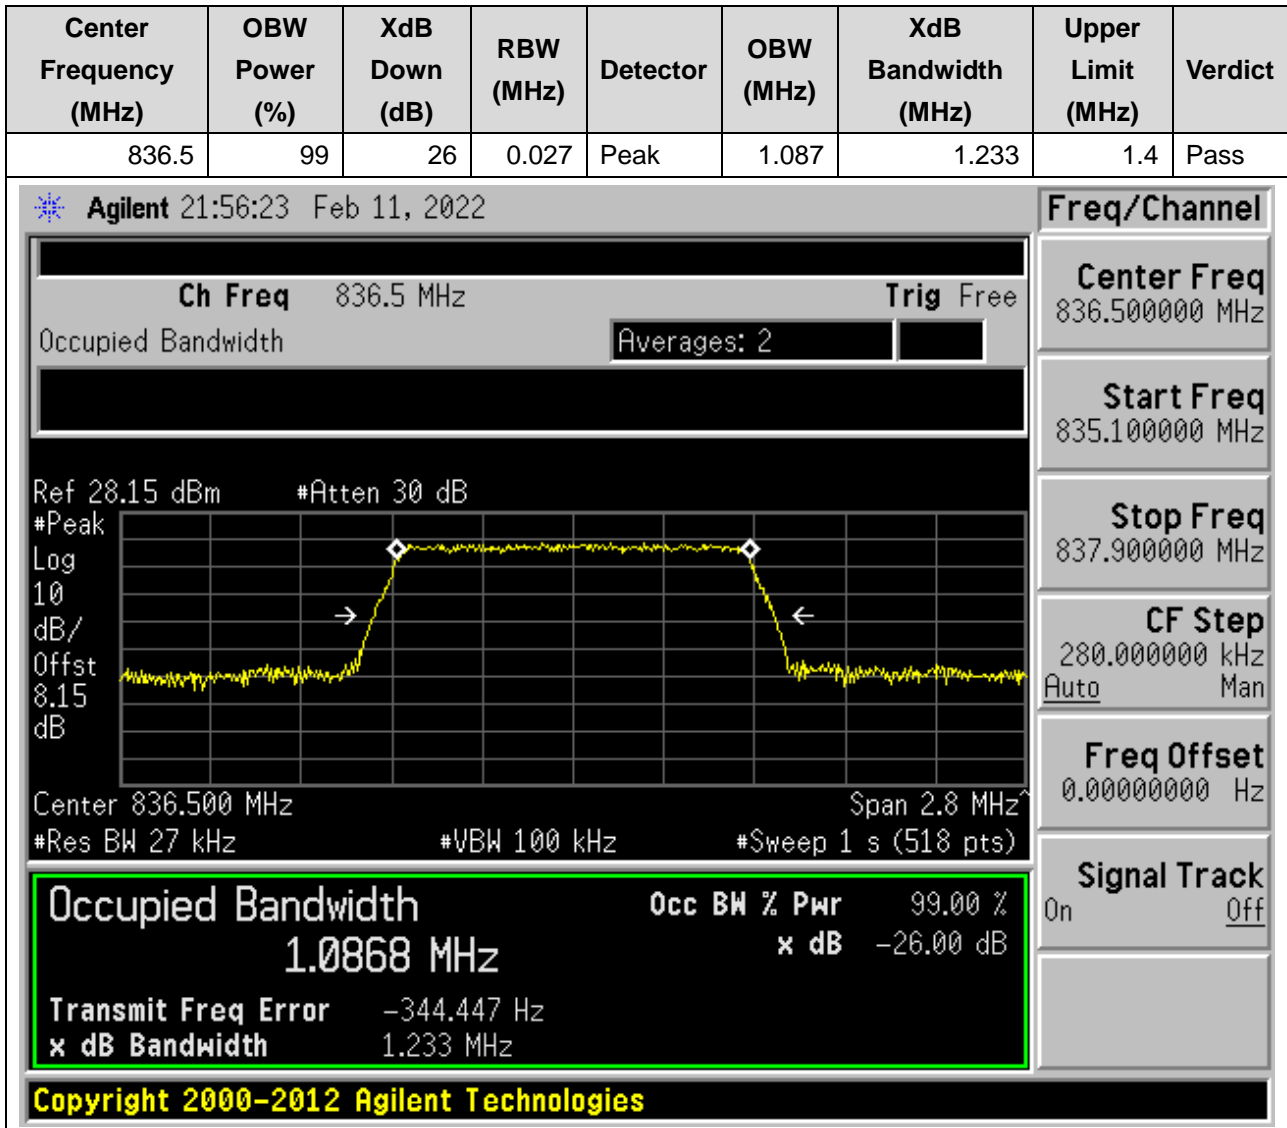 Center Frequency (MHz) OBW Power (%) XdB Down (dB) RBW (MHz) Detector OBW (MHz) XdB Bandwidth (MHz) Upper Limit (MHz) Verdict
836.5 99 26 0.027 Peak 1.087 1.233 1.4 Pass
Agilent 21:56:23 Feb 11, 2022
Freq/Channel
Ch Freq 836.5 MHz Trig Free
Occupied Bandwidth Averages: 2
Ref 28.15 dBm #Atten 30 dB
#Peak
Log
10
dB/
Offst
8.15
dB
Center 836.500 MHz Span 2.8 MHz^
#Res BW 27 kHz #VBW 100 kHz #Sweep 1 s (518 pts)
Occupied Bandwidth Occ BW % Pwr 99.00 %
1.0868 MHz x dB -26.00 dB
Transmit Freq Error -344.447 Hz
x dB Bandwidth 1.233 MHz
Center Freq
836.500000 MHz
Start Freq
835.100000 MHz
Stop Freq
837.900000 MHz
CF Step
280.000000 kHz
Auto Man
Freq Offset
0.00000000 Hz
Signal Track
On Off
Copyright 2000-2012 Agilent Technologies